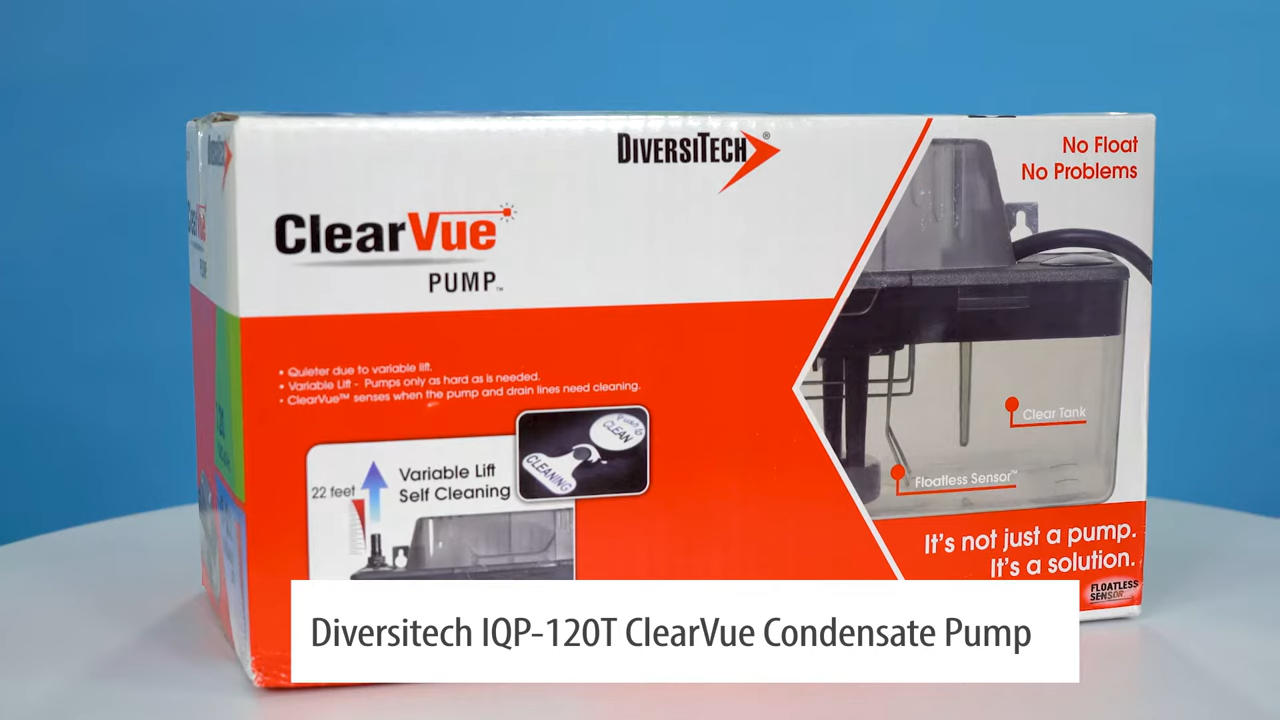 DIVERSITECH®
No Float
No Problems
ClearVue
PUMP™
• Quieter due to variable lift.
• Variable Lift - Pumps only as hard as is needed.
• ClearVue™ senses when the pump and drain lines need cleaning.
CLEAN
CLEANING
Variable Lift
Self Cleaning
22 feet
Clear Tank
Floatless Sensor™
It's not just a pump.
It's a solution.
FLOATLESS
SENSOR
120
Diversitech IQP-120T ClearVue Condensate Pump